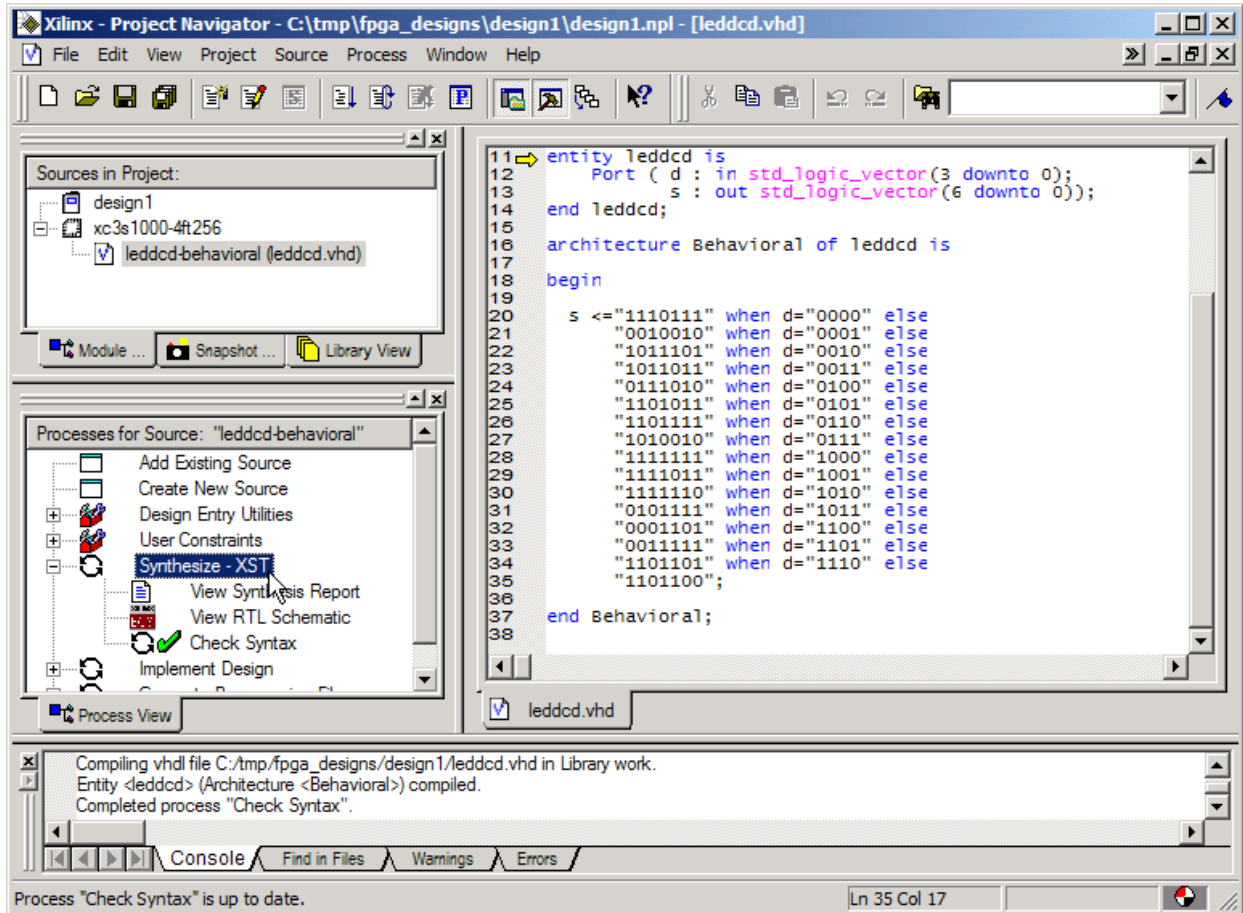 Xilinx - Project Navigator - C:\tmp\fpga_designs\design1\design1.npl - [leddcd.vhd]
File Edit View Project Source Process Window Help
Sources in Project:
design1
xc3s1000-4ft256
leddcd-behavioral (leddcd.vhd)
Module ... Snapshot ... Library View
Processes for Source: "leddcd-behavioral"
Add Existing Source
Create New Source
Design Entry Utilities
User Constraints
Synthesize - XST
View Synthesis Report
View RTL Schematic
Check Syntax
Implement Design
Process View
11 entity leddcd is
12 Port ( d : in std_logic_vector(3 downto 0);
13 s : out std_logic_vector(6 downto 0));
14 end leddcd;
15
16 architecture Behavioral of leddcd is
17
18 begin
19
20 s <="1110111" when d="0000" else
21 "0010010" when d="0001" else
22 "1011101" when d="0010" else
23 "1011011" when d="0011" else
24 "0111010" when d="0100" else
25 "1101011" when d="0101" else
26 "1101111" when d="0110" else
27 "1010010" when d="0111" else
28 "1111111" when d="1000" else
29 "1111011" when d="1001" else
30 "1111110" when d="1010" else
31 "0101111" when d="1011" else
32 "0001101" when d="1100" else
33 "0011111" when d="1101" else
34 "1101101" when d="1110" else
35 "1101100";
36
37 end Behavioral;
38
leddcd.vhd
Compiling vhdl file C:/tmp/fpga_designs/design1/leddcd.vhd in Library work.
Entity <leddcd> (Architecture <Behavioral>) compiled.
Completed process "Check Syntax".
Console Find in Files Warnings Errors
Process "Check Syntax" is up to date.
Ln 35 Col 17